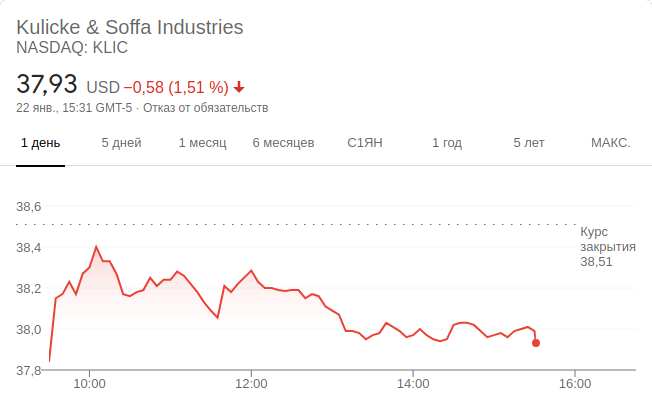 Kulicke & Soffa Industries
NASDAQ: KLIC
37,93 USD −0,58 (1,51 %)
22 янв., 15:31 GMT-5 · Отказ от обязательств
1 день 5 дней 1 месяц 6 месяцев С1ЯН 1 год 5 лет МАКС.
38,6
Курс
закрытия
38,51
38,4
38,2
38,0
37,8
10:00 12:00 14:00 16:00